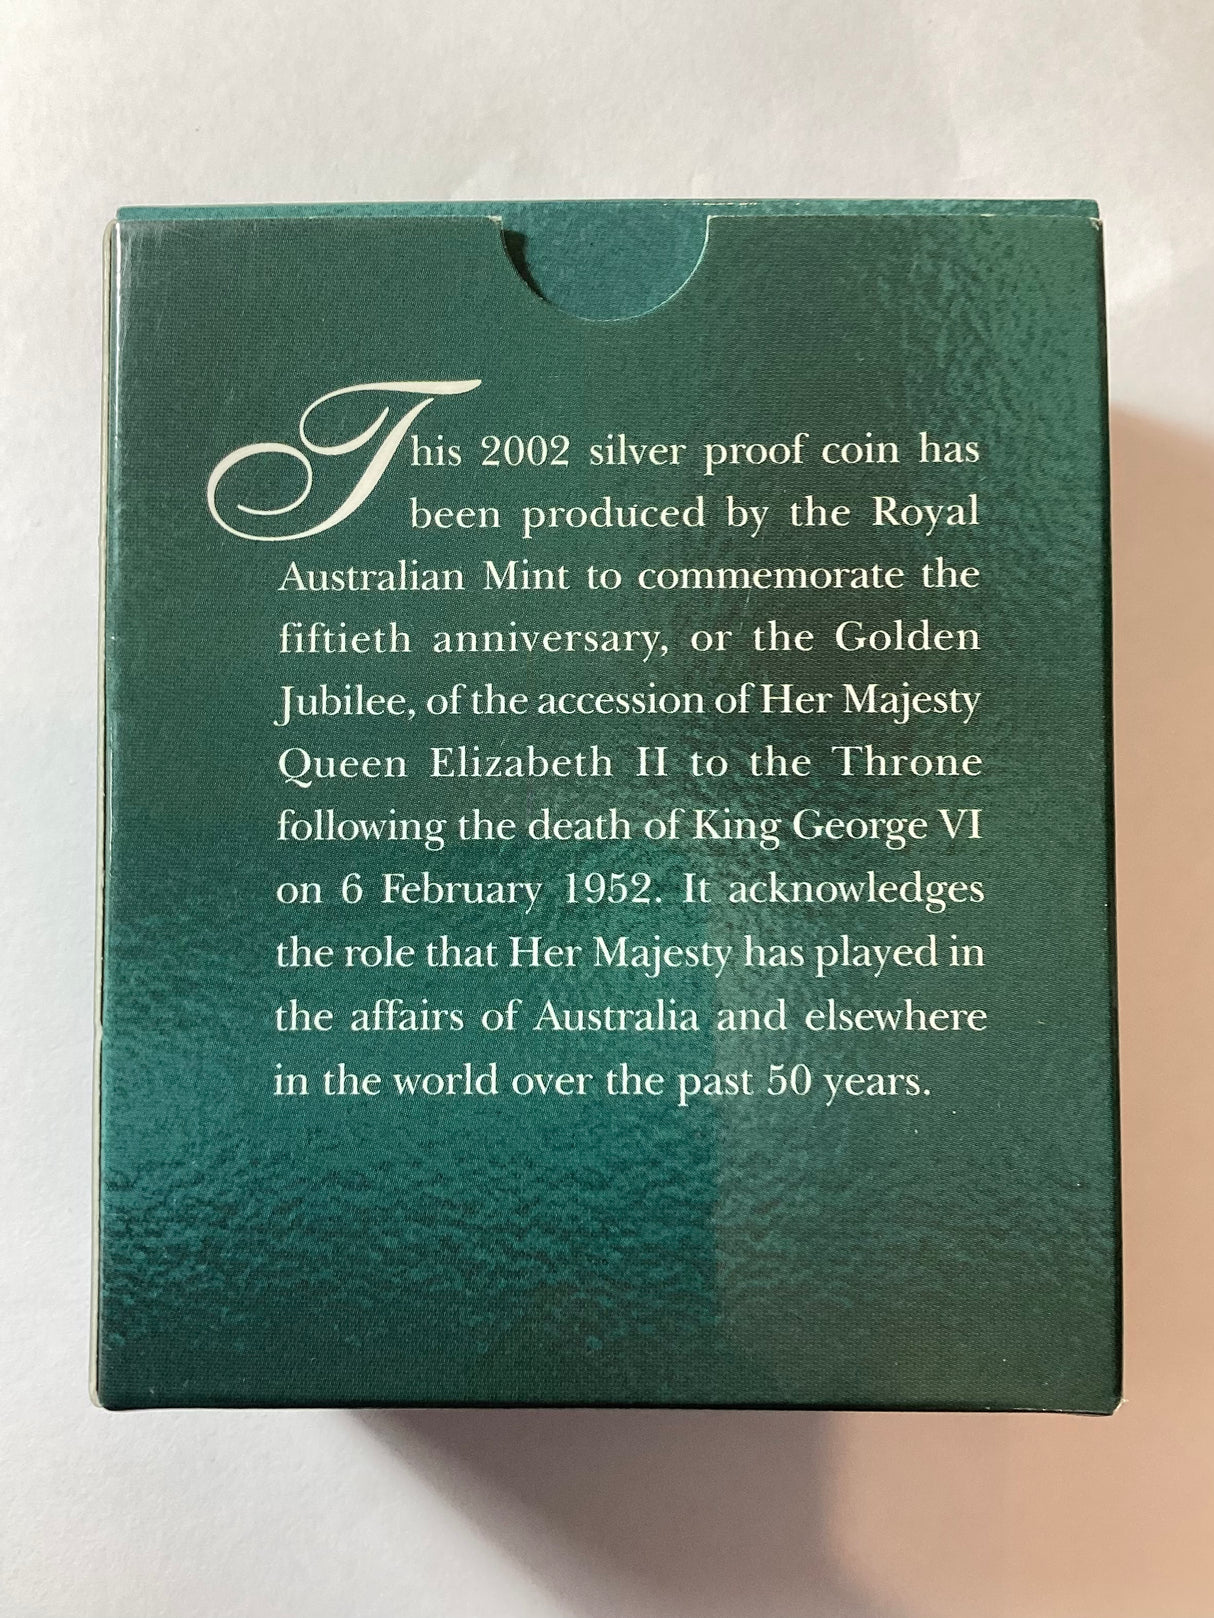 This 2002 silver proof coin has
been produced by the Royal
Australian Mint to commemorate the
fiftieth anniversary, or the Golden
Jubilee, of the accession of Her Majesty
Queen Elizabeth II to the Throne
following the death of King George VI
on 6 February 1952. It acknowledges
the role that Her Majesty has played in
the affairs of Australia and elsewhere
in the world over the past 50 years.